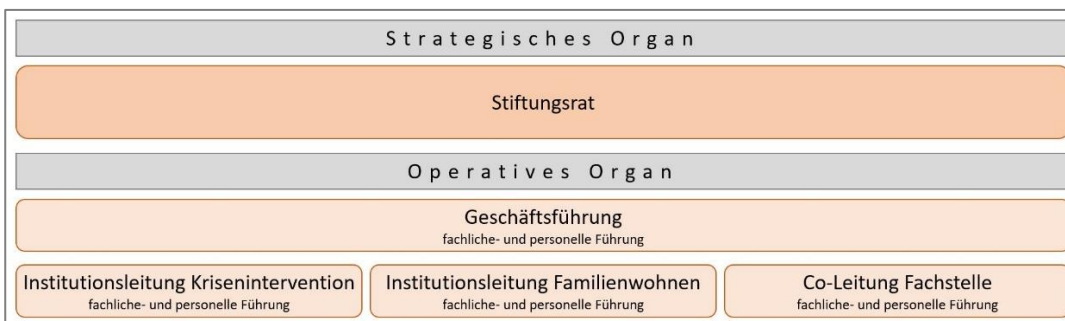 Strategisches Organ
Stiftungsrat
Operatives Organ
Geschäftsführung
fachliche- und personelle Führung
Institutionsleitung Krisenintervention
fachliche- und personelle Führung
Institutionsleitung Familienwohnen
fachliche- und personelle Führung
Co-Leitung Fachstelle
fachliche- und personelle Führung